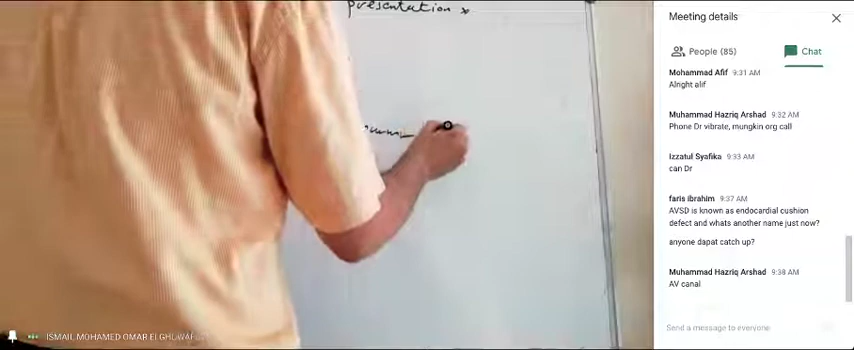 presentation
Meeting details
People (85)
Chat
Mohammad Afif 9:31 AM
Alright alif
Muhammad Hazriq Arshad 9:32 AM
Phone Dr vibrate, mungkin org call
Izzatul Syafika 9:33 AM
can Dr
faris ibrahim 9:37 AM
AVSD is known as endocardial cushion
defect and whats another name just now?
anyone dapat catch up?
Muhammad Hazriq Arshad 9:38 AM
AV canal
Send a message to everyone
ISMAIL MOHAMED OMAR El